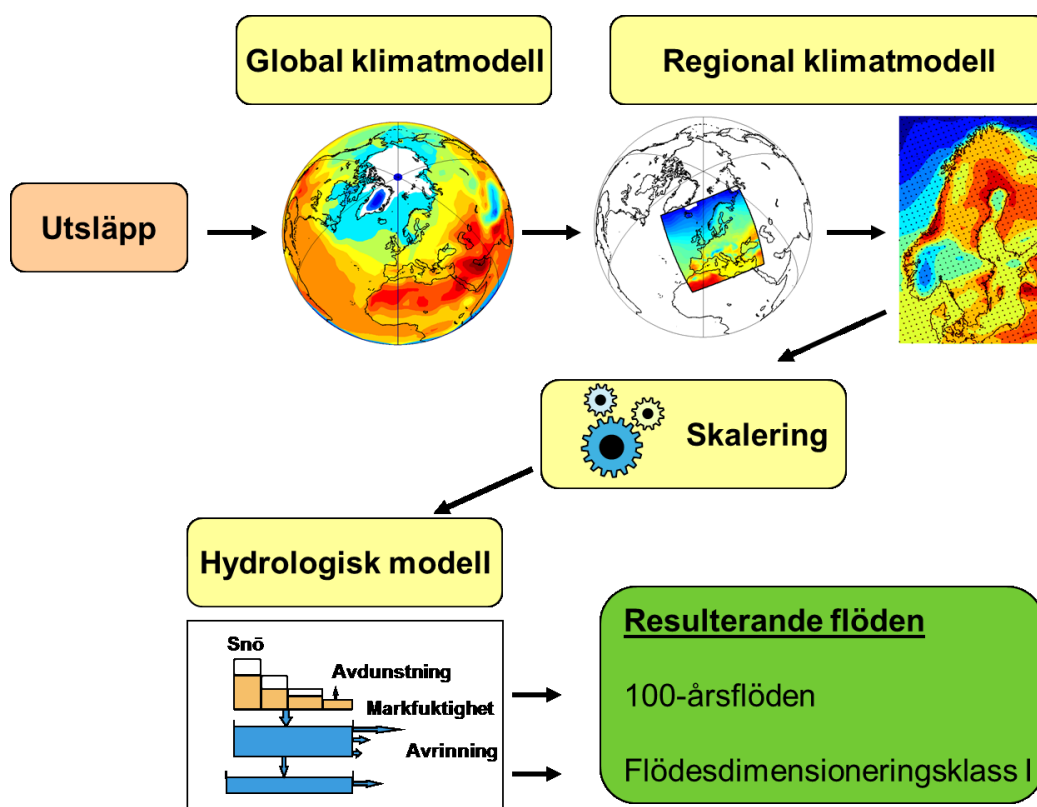 Global klimatmodell
Regional klimatmodell
Utsläpp
Skalering
Hydrologisk modell
Snö
Avdunstning
Markfuktighet
Avrinning
Resulterande flöden
100-årsflöden
Flödesdimensioneringsklass I